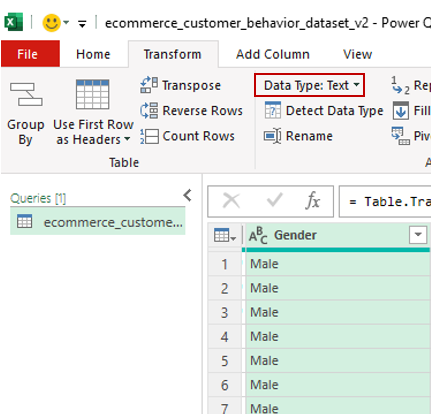 ecommerce_customer_behavior_dataset_v2 - Power Q
File Home Transform Add Column View
Group By
Use First Row as Headers
Transpose
Reverse Rows
Count Rows
Table
Data Type: Text
Detect Data Type
Rename
Rep
Fill
Piv
Queries [1]
ecommerce_custome...
fx = Table.Tra
ABC Gender
1 Male
2 Male
3 Male
4 Male
5 Male
6 Male
7 Male